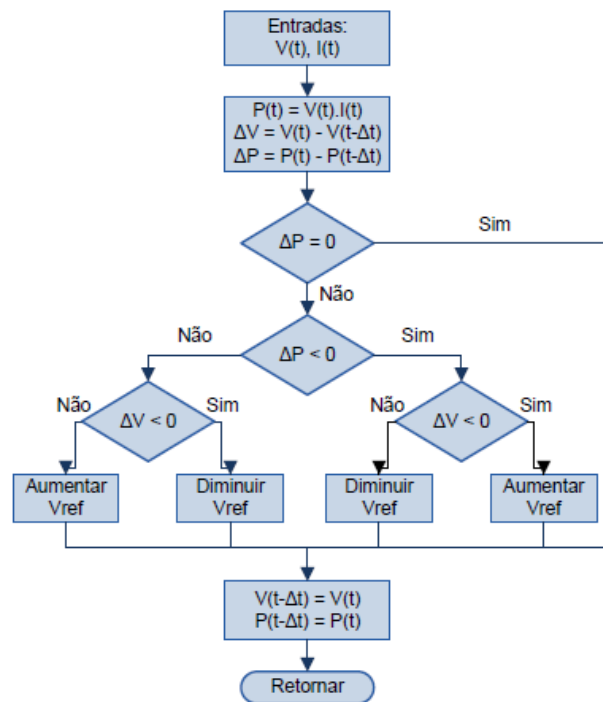 Entradas:
V(t), I(t)
P(t) = V(t).I(t)
ΔV = V(t) - V(t-Δt)
ΔP = P(t) - P(t-Δt)
ΔP = 0
Sim
Não
ΔP < 0
Não
Sim
ΔV < 0
Não
Sim
ΔV < 0
Não
Sim
Aumentar
Vref
Diminuir
Vref
Diminuir
Vref
Aumentar
Vref
V(t-Δt) = V(t)
P(t-Δt) = P(t)
Retornar